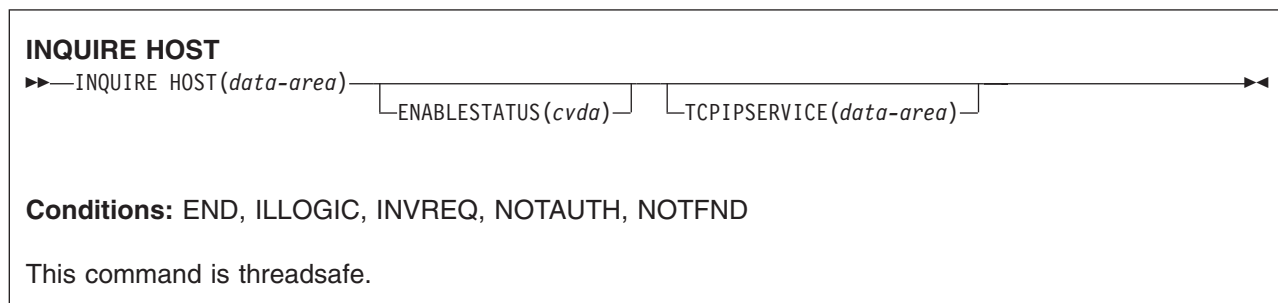 INQUIRE HOST
►►—INQUIRE HOST(data-area)—ENABLESTATUS(cvda)—TCPIPSERVICE(data-area)—►◄
Conditions: END, ILLOGIC, INVREQ, NOTAUTH, NOTFND
This command is threadsafe.